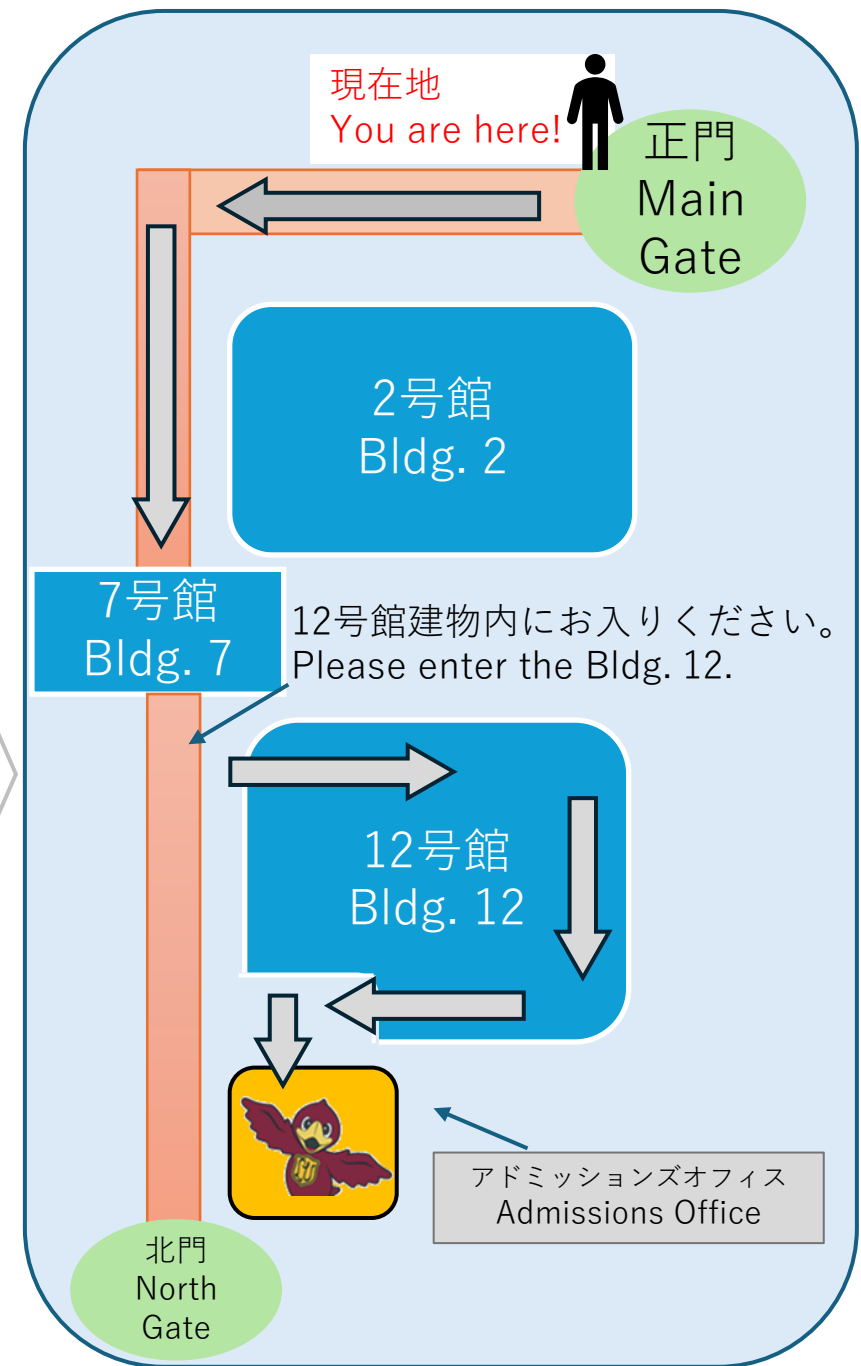 現在地
You are here!
正門
Main
Gate
2号館
Bldg. 2
7号館
Bldg. 7
12号館建物内にお入りください。
Please enter the Bldg. 12.
12号館
Bldg. 12
アドミッションズオフィス
Admissions Office
北門
North
Gate